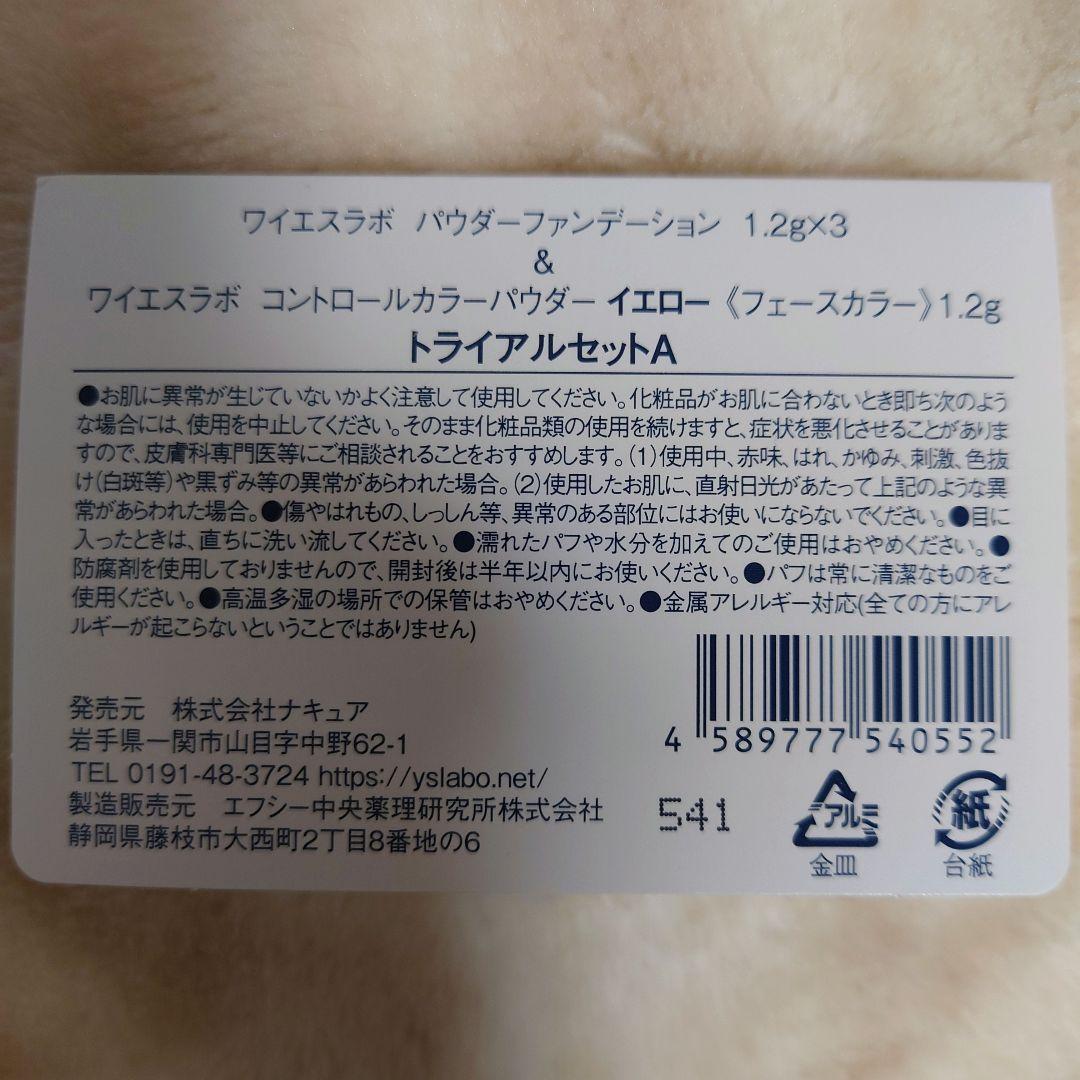 ワイエスラボ パウダーファンデーション 1.2g×3
&
ワイエスラボ コントロールカラーパウダー イエロー《フェースカラー》1.2g
トライアルセットA
●お肌に異常が生じていないかよく注意して使用してください。化粧品がお肌に合わないとき即ち次のよう
な場合には、使用を中止してください。そのまま化粧品類の使用を続けますと、症状を悪化させることがありま
すので、皮膚科専門医等にご相談されることをおすすめします。(1)使用中、赤味、はれ、かゆみ、刺激、色抜
け(白斑等)や黒ずみ等の異常があらわれた場合。(2)使用したお肌に、直射日光があたって上記のような異
常があらわれた場合。●傷やはれもの、しっしん等、異常のある部位にはお使いにならないでください。●目に
入ったときは、直ちに洗い流してください。●濡れたパフや水分を加えてのご使用はおやめください。●
防腐剤を使用しておりませんので、開封後は半年以内にお使いください。●パフは常に清潔なものをご
使用ください。●高温多湿の場所での保管はおやめください。●金属アレルギー対応(全ての方にアレ
ルギーが起こらないということではありません)
発売元 株式会社ナキュア
岩手県一関市山目字中野62-1
TEL 0191-48-3724 https://yslabo.net/
製造販売元 エフシー中央薬理研究所株式会社
静岡県藤枝市大西町2丁目8番地の6
4 589777 540552
541
アルミ
金皿
紙
台紙